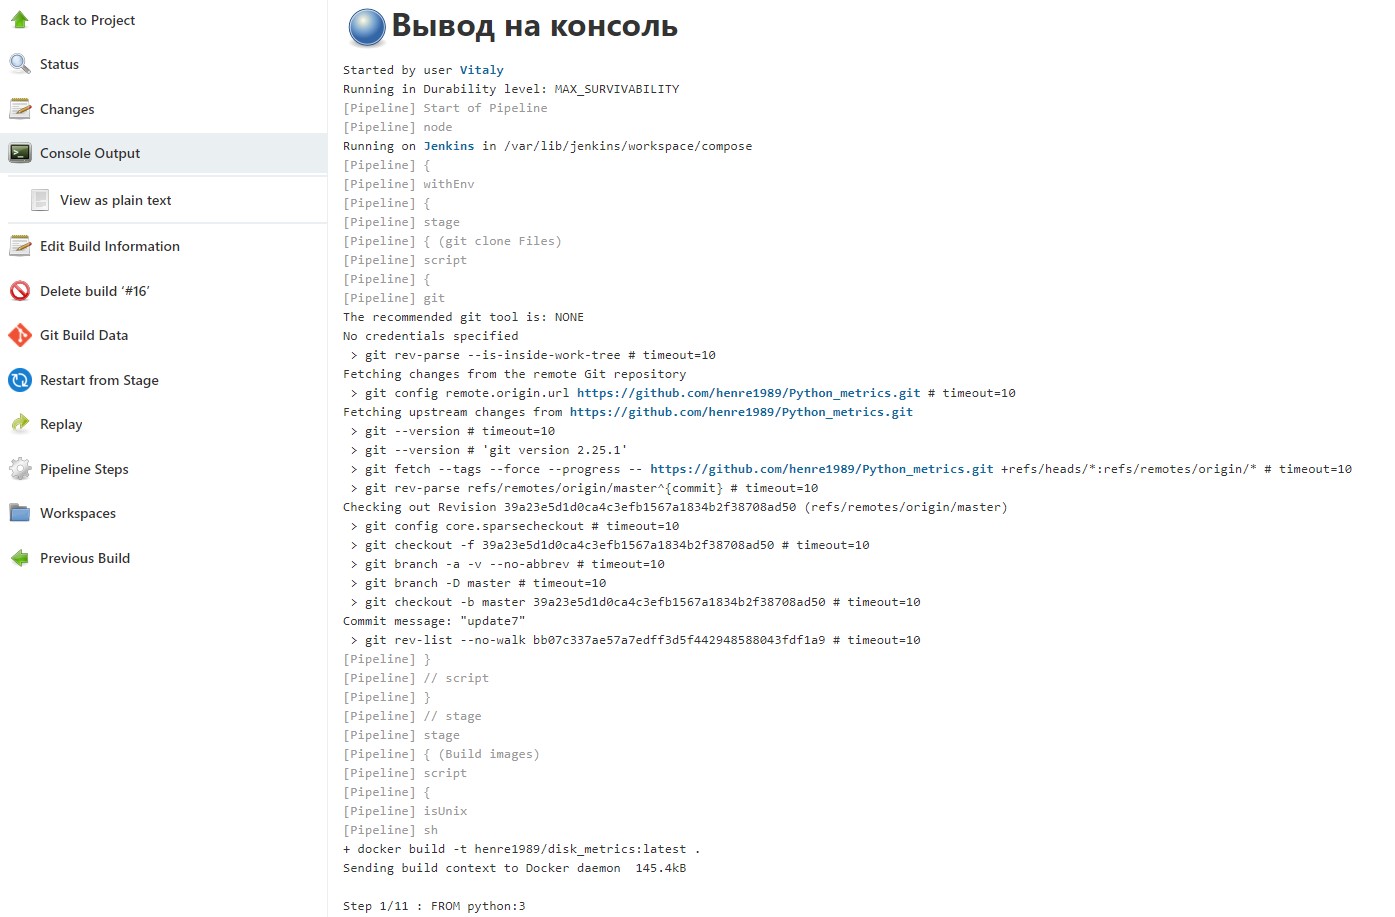 Back to Project
Status
Changes
Console Output
View as plain text
Edit Build Information
Delete build ‘#16’
Git Build Data
Restart from Stage
Replay
Pipeline Steps
Workspaces
Previous Build
Вывод на консоль
Started by user Vitaly
Running in Durability level: MAX_SURVIVABILITY
[Pipeline] Start of Pipeline
[Pipeline] node
Running on Jenkins in /var/lib/jenkins/workspace/compose
[Pipeline] {
[Pipeline] withEnv
[Pipeline] {
[Pipeline] stage
[Pipeline] { (git clone Files)
[Pipeline] script
[Pipeline] {
[Pipeline] git
The recommended git tool is: NONE
No credentials specified
 > git rev-parse --is-inside-work-tree # timeout=10
Fetching changes from the remote Git repository
 > git config remote.origin.url https://github.com/henre1989/Python_metrics.git # timeout=10
Fetching upstream changes from https://github.com/henre1989/Python_metrics.git
 > git --version # timeout=10
 > git --version # 'git version 2.25.1'
 > git fetch --tags --force --progress -- https://github.com/henre1989/Python_metrics.git +refs/heads/*:refs/remotes/origin/* # timeout=10
 > git rev-parse refs/remotes/origin/master^{commit} # timeout=10
Checking out Revision 39a23e5d1d0ca4c3efb1567a1834b2f38708ad50 (refs/remotes/origin/master)
 > git config core.sparsecheckout # timeout=10
 > git checkout -f 39a23e5d1d0ca4c3efb1567a1834b2f38708ad50 # timeout=10
 > git branch -a -v --no-abbrev # timeout=10
 > git branch -D master # timeout=10
 > git checkout -b master 39a23e5d1d0ca4c3efb1567a1834b2f38708ad50 # timeout=10
Commit message: "update7"
 > git rev-list --no-walk bb07c337ae57a7edff3d5f442948588043fdf1a9 # timeout=10
[Pipeline] }
[Pipeline] // script
[Pipeline] }
[Pipeline] // stage
[Pipeline] stage
[Pipeline] { (Build images)
[Pipeline] script
[Pipeline] {
[Pipeline] isUnix
[Pipeline] sh
+ docker build -t henre1989/disk_metrics:latest .
Sending build context to Docker daemon  145.4kB
Step 1/11 : FROM python:3